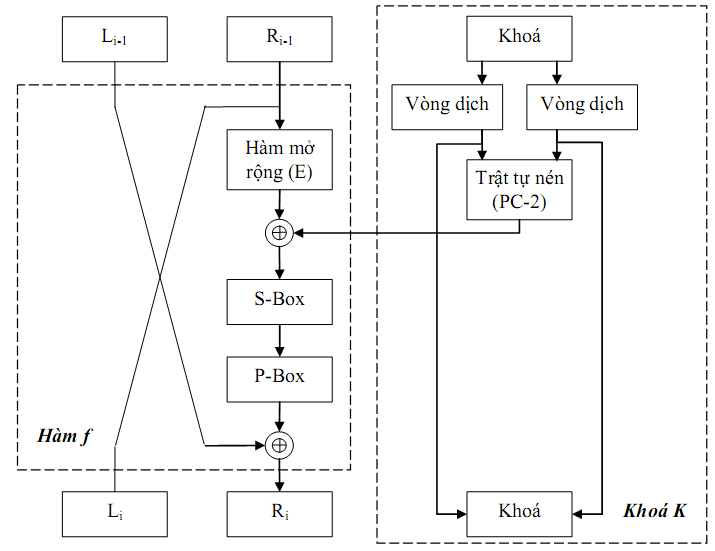 Lᵢ₋₁
Rᵢ₋₁
Khoá
Vòng dịch
Vòng dịch
Hàm mở
rộng (E)
Trật tự nén
(PC-2)
S-Box
P-Box
Hàm f
Lᵢ
Rᵢ
Khoá
Khoá K